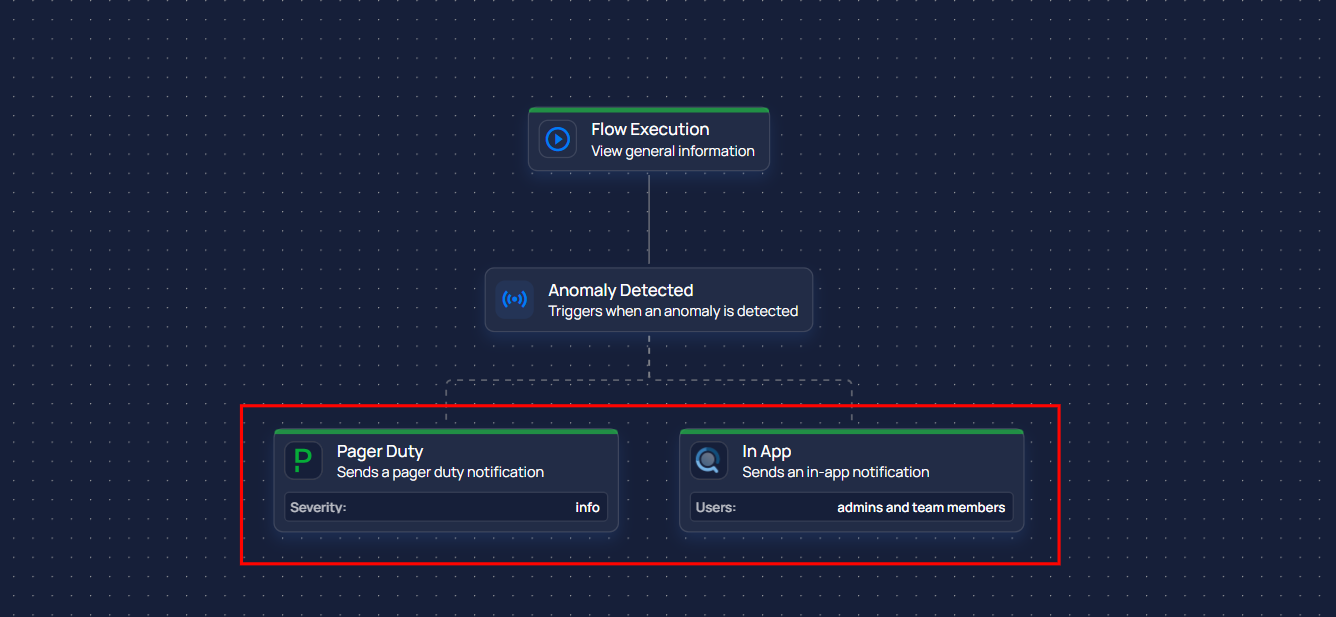 Flow Execution
View general information
Anomaly Detected
Triggers when an anomaly is detected
Pager Duty
Sends a pager duty notification
Severity: info
In App
Sends an in-app notification
Users: admins and team members